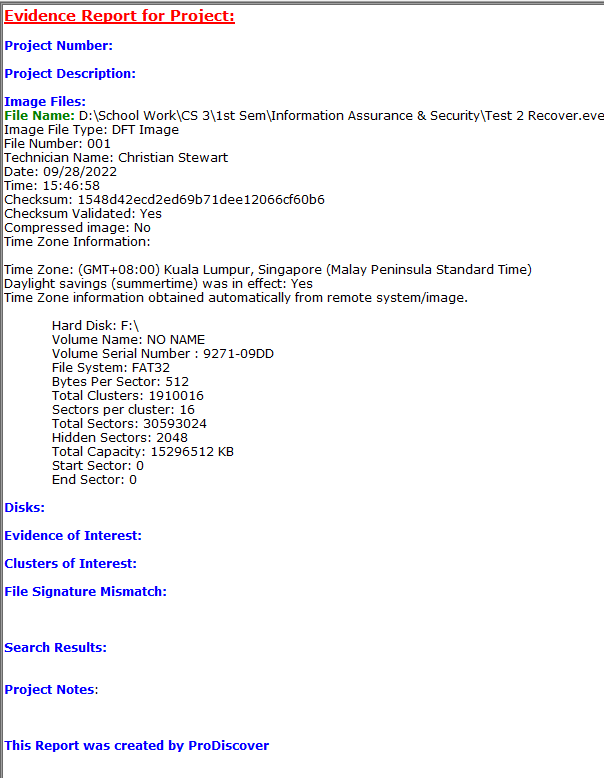 Evidence Report for Project:
Project Number:
Project Description:
Image Files:
File Name: D:\School Work\CS 3\1st Sem\Information Assurance & Security\Test 2 Recover.eve
Image File Type: DFT Image
File Number: 001
Technician Name: Christian Stewart
Date: 09/28/2022
Time: 15:46:58
Checksum: 1548d42ecd2ed69b71dee12066cf60b6
Checksum Validated: Yes
Compressed image: No
Time Zone Information:
Time Zone: (GMT+08:00) Kuala Lumpur, Singapore (Malay Peninsula Standard Time)
Daylight savings (summertime) was in effect: Yes
Time Zone information obtained automatically from remote system/image.
Hard Disk: F:\
Volume Name: NO NAME
Volume Serial Number : 9271-09DD
File System: FAT32
Bytes Per Sector: 512
Total Clusters: 1910016
Sectors per cluster: 16
Total Sectors: 30593024
Hidden Sectors: 2048
Total Capacity: 15296512 KB
Start Sector: 0
End Sector: 0
Disks:
Evidence of Interest:
Clusters of Interest:
File Signature Mismatch:
Search Results:
Project Notes:
This Report was created by ProDiscover